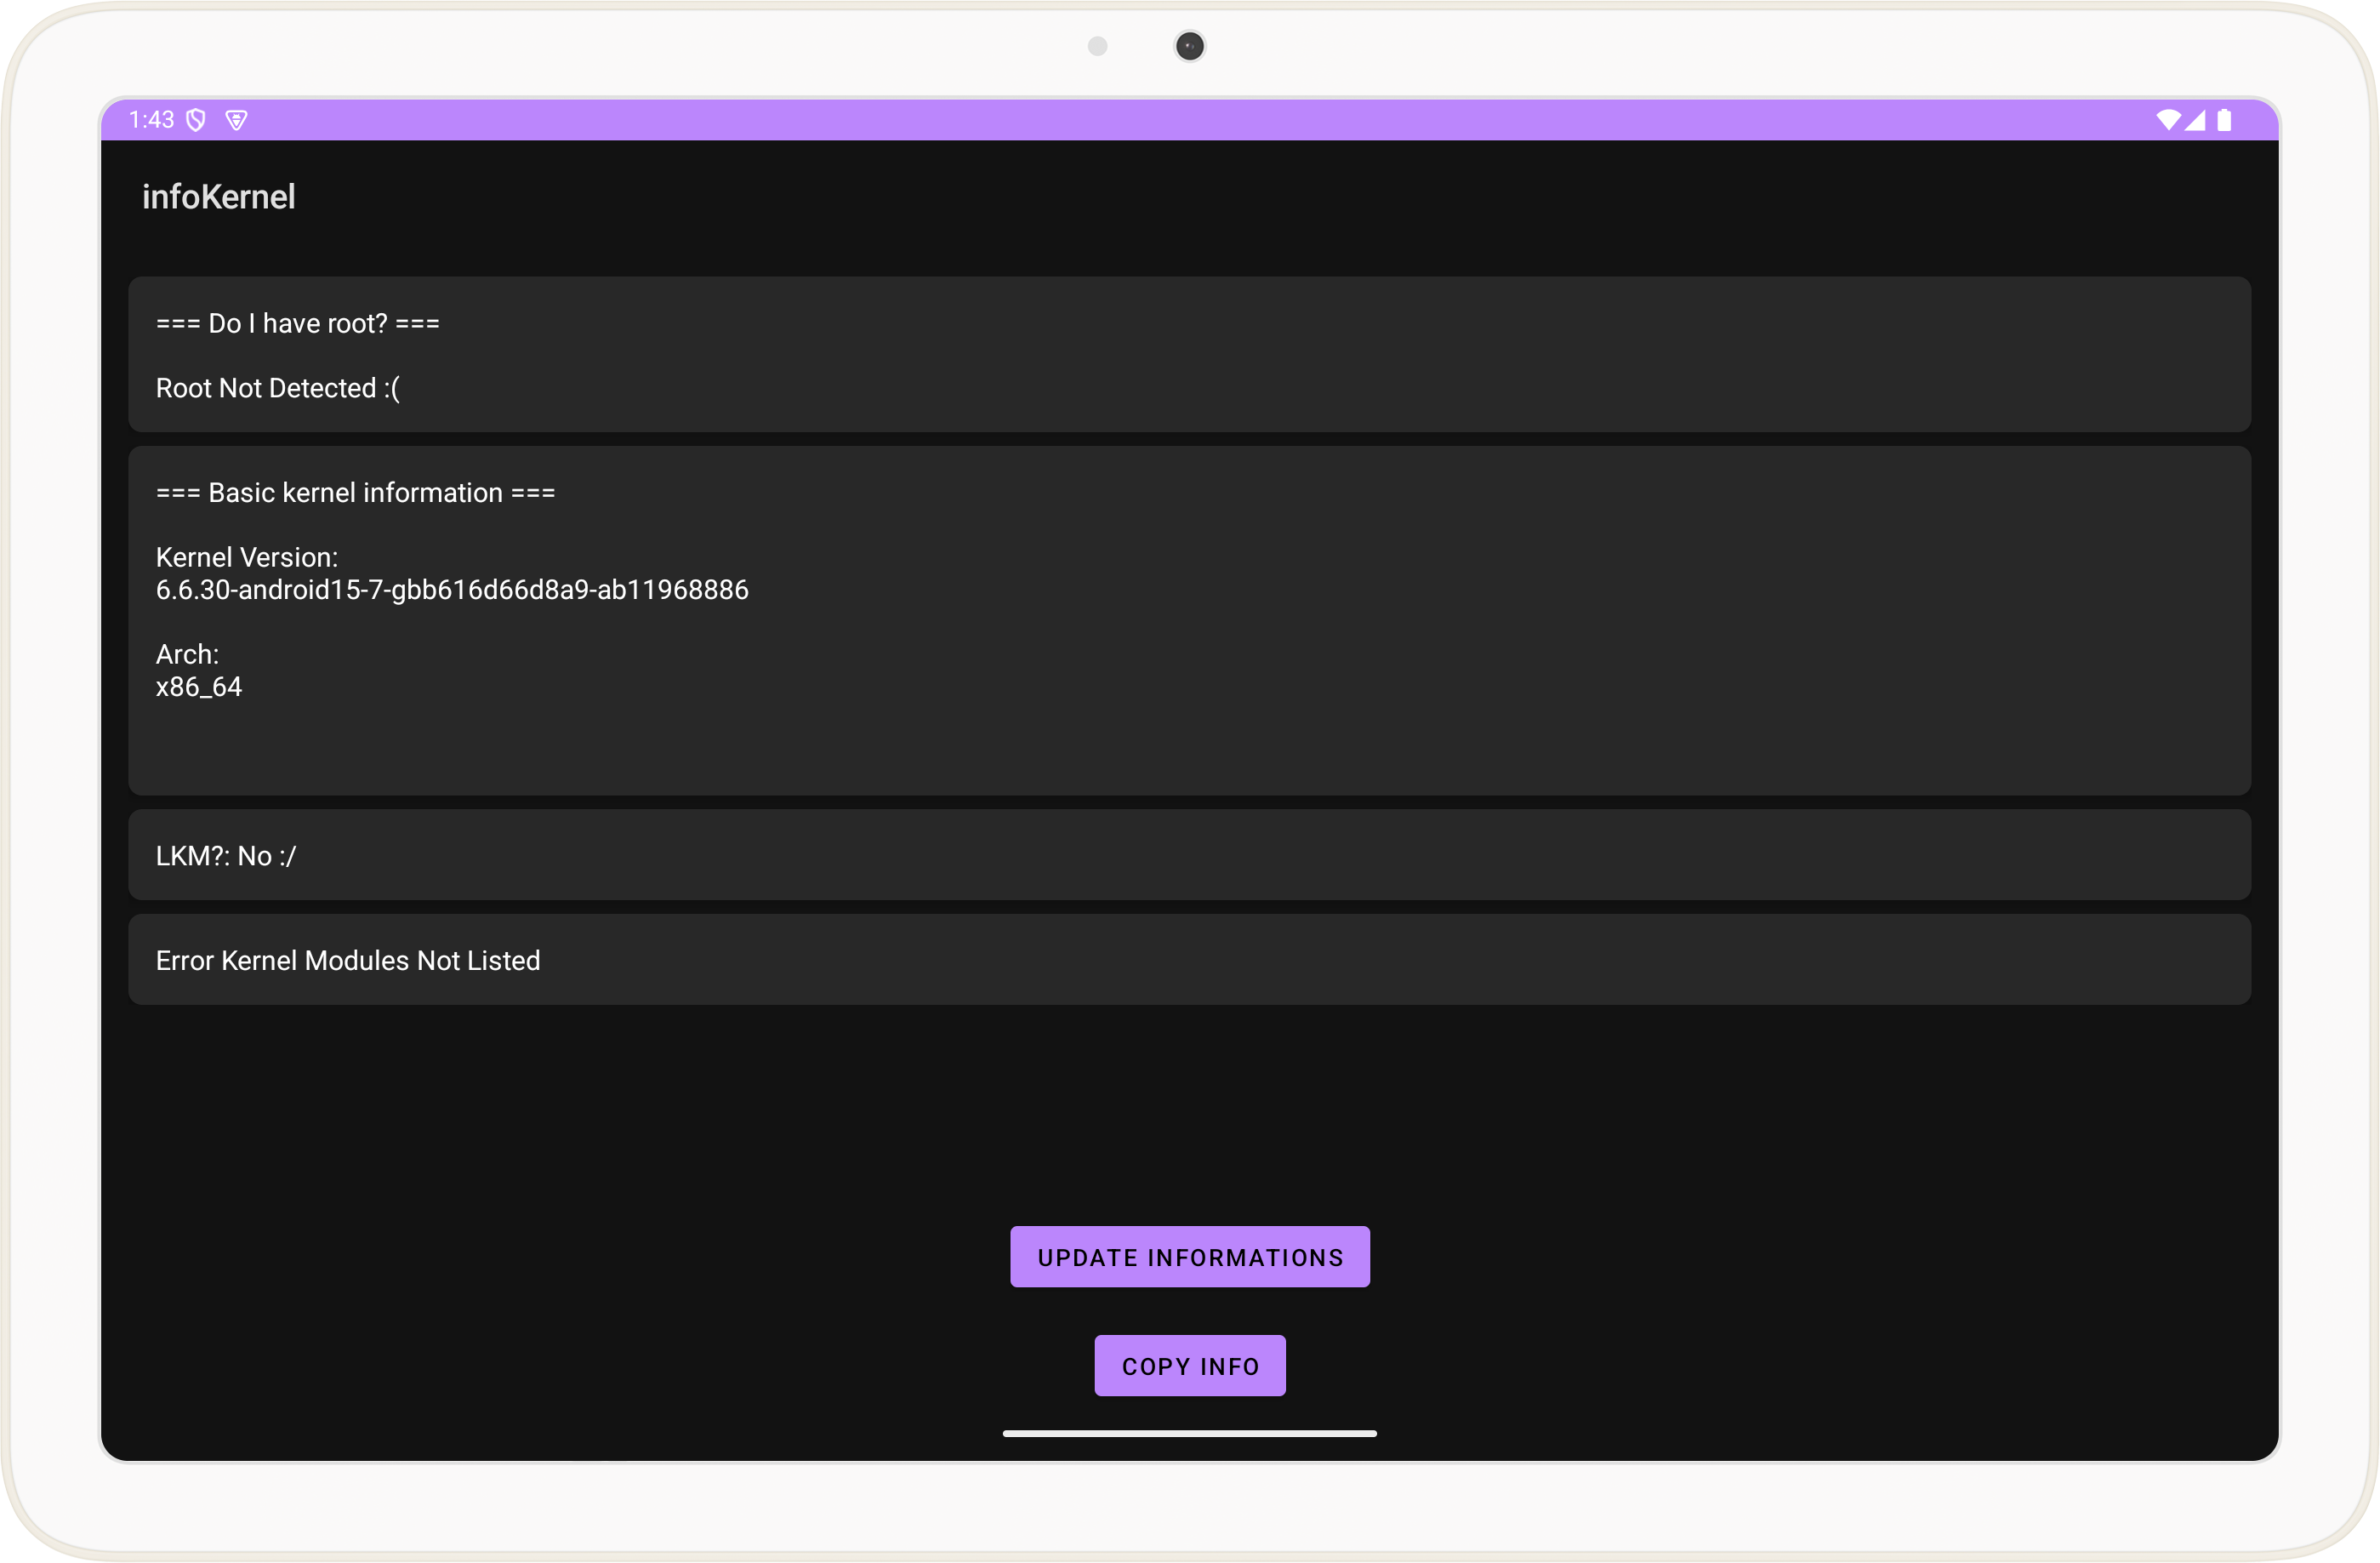 1:43
infoKernel
=== Do I have root? ===
Root Not Detected :(
=== Basic kernel information ===
Kernel Version:
6.6.30-android15-7-gbb616d66d8a9-ab11968886
Arch:
x86_64
LKM?: No :/
Error Kernel Modules Not Listed
UPDATE INFORMATIONS
COPY INFO